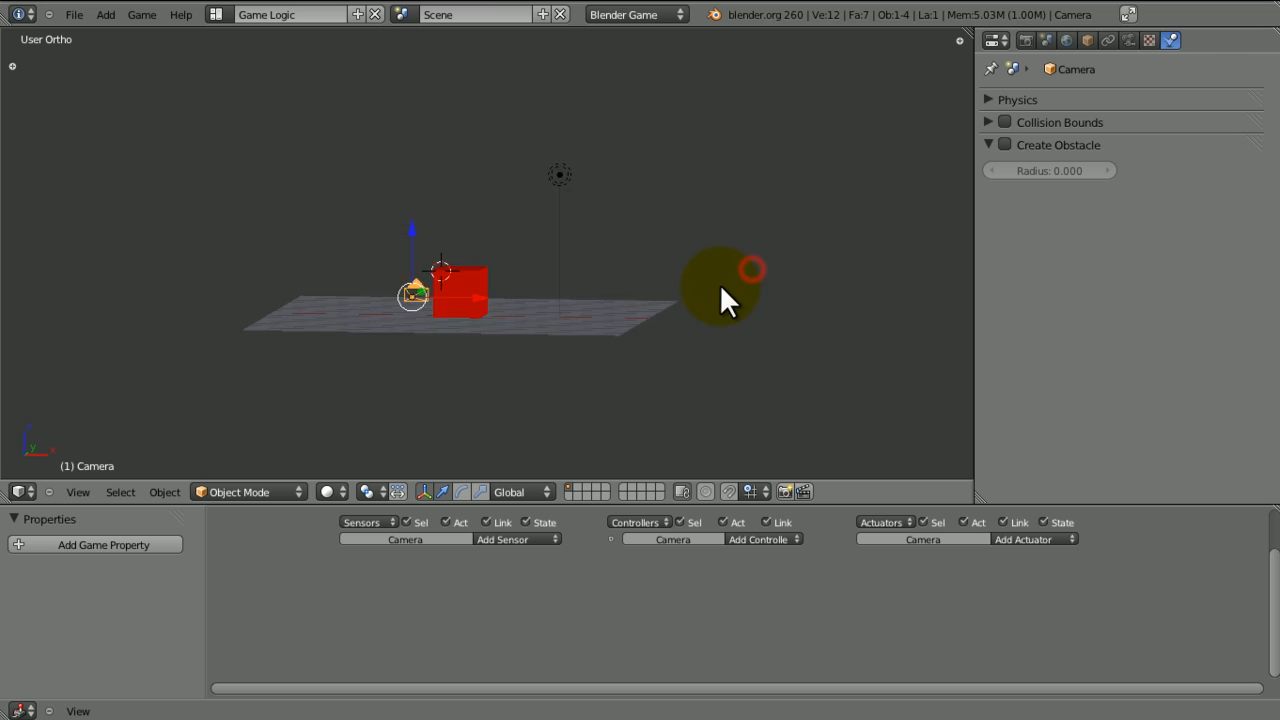 File Add Game Help Game Logic Scene Blender Game blender.org 260 | Ve:12 | Fa:7 | Ob:1-4 | La:1 | Mem:5.03M (1.00M) | Camera
User Ortho
Camera
Physics
Collision Bounds
Create Obstacle
Radius: 0.000
(1) Camera
View Select Object Object Mode Global
Properties
Sensors Sel Act Link State Controllers Sel Act Link Actuators Sel Act Link State
Add Game Property
Camera Add Sensor Camera Add Controlle Camera Add Actuator
View